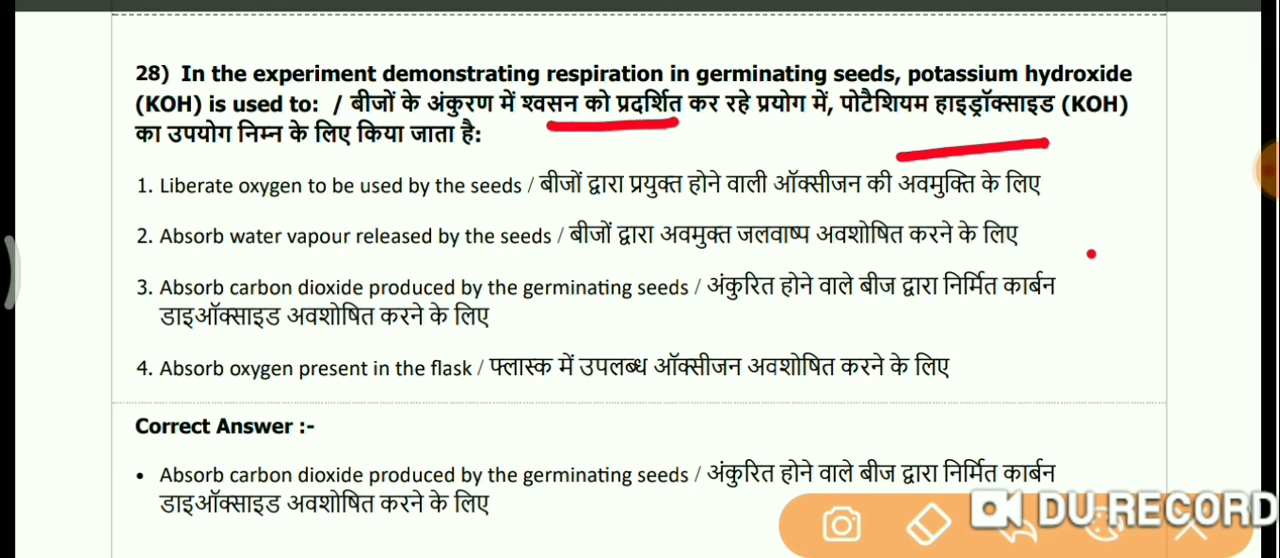 28) In the experiment demonstrating respiration in germinating seeds, potassium hydroxide
(KOH) is used to: / बीजों के अंकुरण में श्वसन को प्रदर्शित कर रहे प्रयोग में, पोटैशियम हाइड्रॉक्साइड (KOH)
का उपयोग निम्न के लिए किया जाता है:
1. Liberate oxygen to be used by the seeds / बीजों द्वारा प्रयुक्त होने वाली ऑक्सीजन की अवमुक्ति के लिए
2. Absorb water vapour released by the seeds / बीजों द्वारा अवमुक्त जलवाष्प अवशोषित करने के लिए
3. Absorb carbon dioxide produced by the germinating seeds / अंकुरित होने वाले बीज द्वारा निर्मित कार्बन
डाइऑक्साइड अवशोषित करने के लिए
4. Absorb oxygen present in the flask / फ्लास्क में उपलब्ध ऑक्सीजन अवशोषित करने के लिए
Correct Answer :-
• Absorb carbon dioxide produced by the germinating seeds / अंकुरित होने वाले बीज द्वारा निर्मित कार्बन
डाइऑक्साइड अवशोषित करने के लिए
DU RECORD